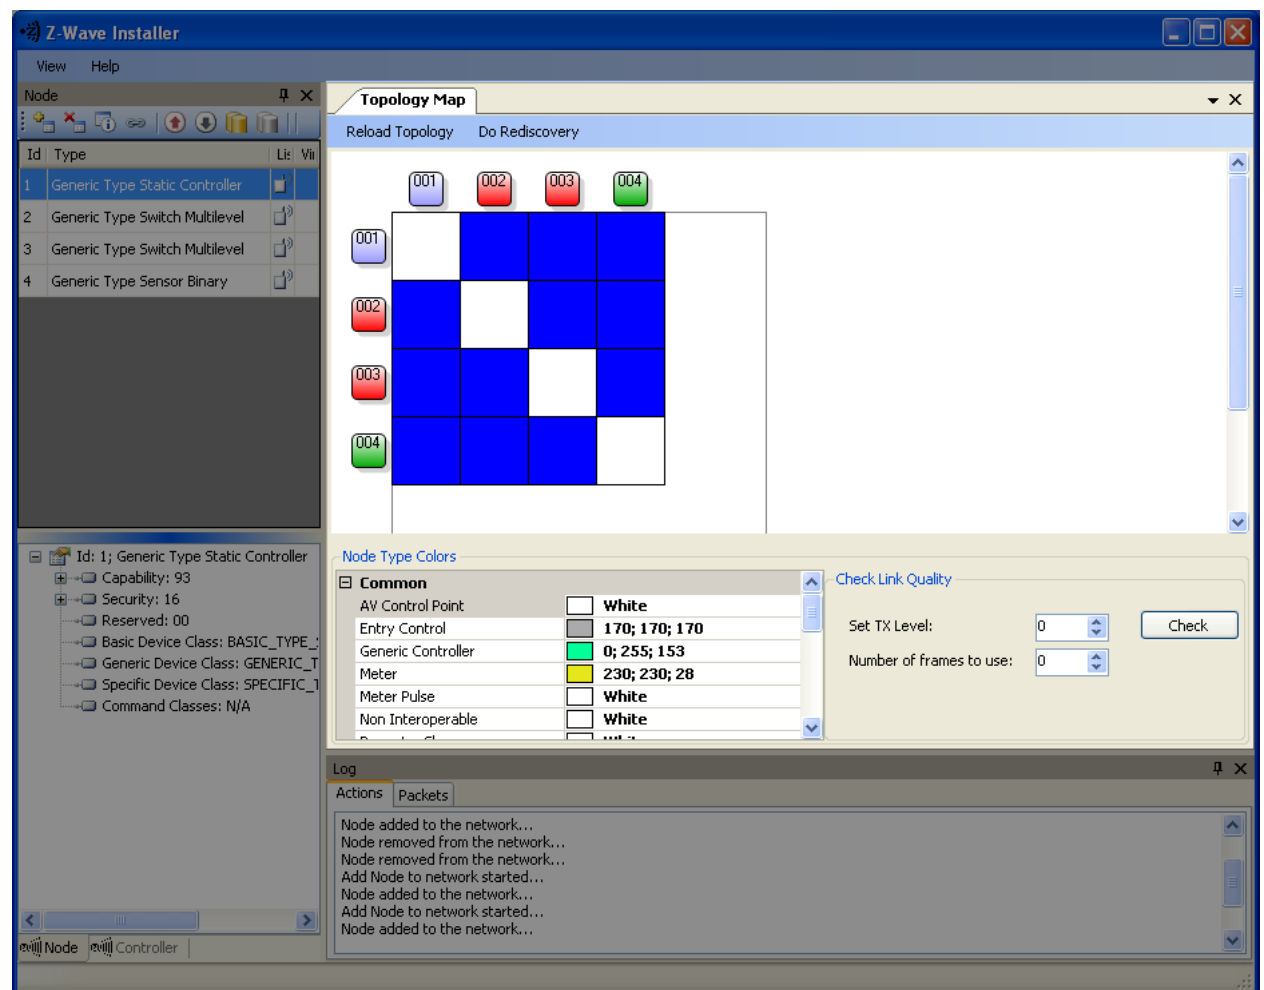 Z-Wave Installer
View Help
Node
Id Type Lis Vir
1 Generic Type Static Controller
2 Generic Type Switch Multilevel
3 Generic Type Switch Multilevel
4 Generic Type Sensor Binary
Id: 1; Generic Type Static Controller
Capability: 93
Security: 16
Reserved: 00
Basic Device Class: BASIC_TYPE_
Generic Device Class: GENERIC_T
Specific Device Class: SPECIFIC_
Command Classes: N/A
Node Controller
Topology Map
Reload Topology Do Rediscovery
001 002 003 004
001
002
003
004
Node Type Colors
Common
AV Control Point White
Entry Control 170; 170; 170
Generic Controller 0; 255; 153
Meter 230; 230; 28
Meter Pulse White
Non Interoperable White
Check Link Quality
Set TX Level: 0 Check
Number of frames to use: 0
Log
Actions Packets
Node added to the network...
Node removed from the network...
Node removed from the network...
Add Node to network started...
Node added to the network...
Add Node to network started...
Node added to the network...